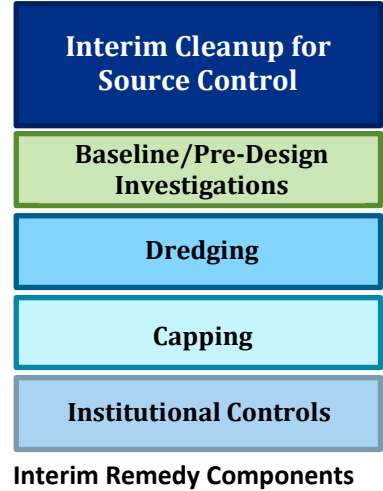 Interim Cleanup for
Source Control
Baseline/Pre-Design
Investigations
Dredging
Capping
Institutional Controls
Interim Remedy Components